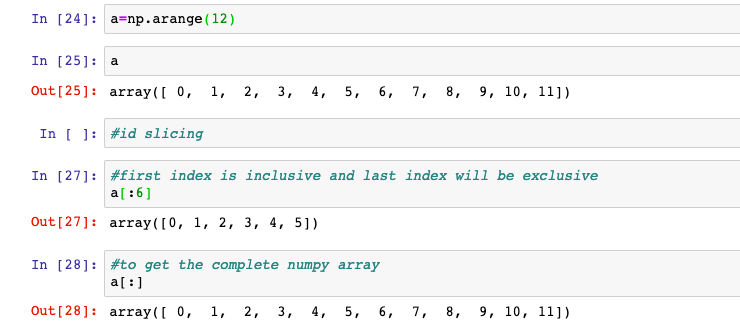 In [24]: a=np.arange(12)
In [25]: a
Out[25]: array([ 0,  1,  2,  3,  4,  5,  6,  7,  8,  9, 10, 11])
In [ ]: #id slicing
In [27]: #first index is inclusive and last index will be exclusive
a[:6]
Out[27]: array([0, 1, 2, 3, 4, 5])
In [28]: #to get the complete numpy array
a[:]
Out[28]: array([ 0,  1,  2,  3,  4,  5,  6,  7,  8,  9, 10, 11])